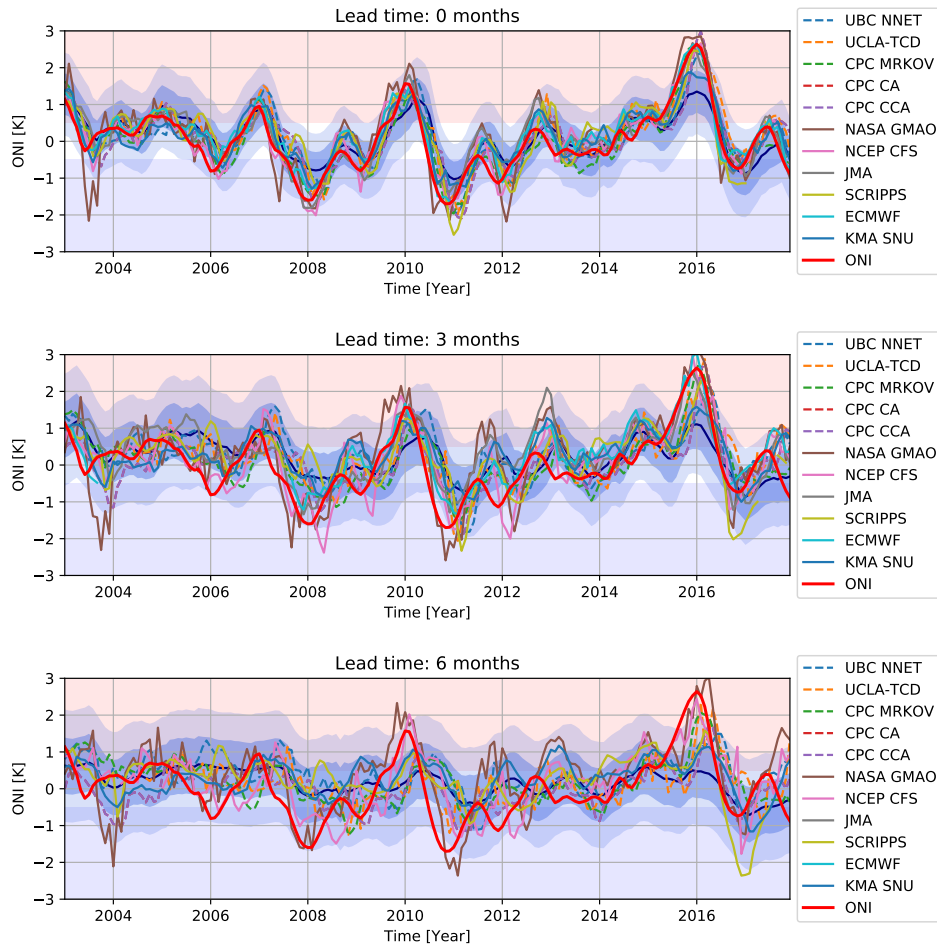 Lead time: 0 months
ONI [K]
3
2
1
0
−1
−2
−3
2004 2006 2008 2010 2012 2014 2016
Time [Year]
UBC NNET
UCLA-TCD
CPC MRKOV
CPC CA
CPC CCA
NASA GMAO
NCEP CFS
JMA
SCRIPPS
ECMWF
KMA SNU
ONI
Lead time: 3 months
ONI [K]
3
2
1
0
−1
−2
−3
2004 2006 2008 2010 2012 2014 2016
Time [Year]
UBC NNET
UCLA-TCD
CPC MRKOV
CPC CA
CPC CCA
NASA GMAO
NCEP CFS
JMA
SCRIPPS
ECMWF
KMA SNU
ONI
Lead time: 6 months
ONI [K]
3
2
1
0
−1
−2
−3
2004 2006 2008 2010 2012 2014 2016
Time [Year]
UBC NNET
UCLA-TCD
CPC MRKOV
CPC CA
CPC CCA
NASA GMAO
NCEP CFS
JMA
SCRIPPS
ECMWF
KMA SNU
ONI